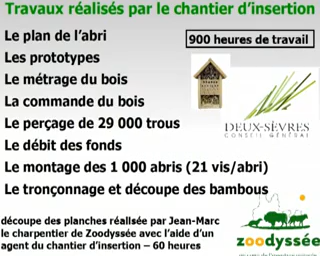 Travaux réalisés par le chantier d'insertion
Le plan de l'abri
900 heures de travail
Les prototypes
Le métrage du bois
La commande du bois
Le perçage de 29 000 trous
DEUX-SÈVRES
CONSEIL GÉNÉRAL
Le débit des fonds
Le montage des 1 000 abris (21 vis/abri)
Le tronçonnage et découpe des bambous
découpe des planches réalisée par Jean-Marc
le charpentier de Zoodyssée avec l'aide d'un
agent du chantier d'insertion – 60 heures
zoodyssée